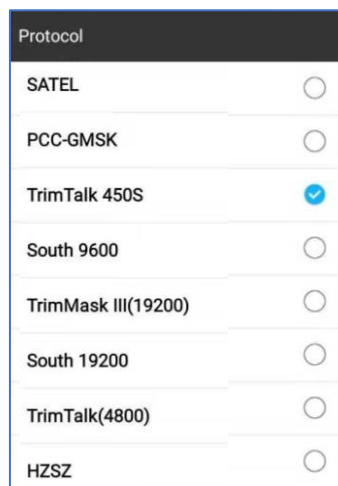 Protocol
SATEL
PCC-GMSK
TrimTalk 450S
South 9600
TrimMask III(19200)
South 19200
TrimTalk(4800)
HZSZ